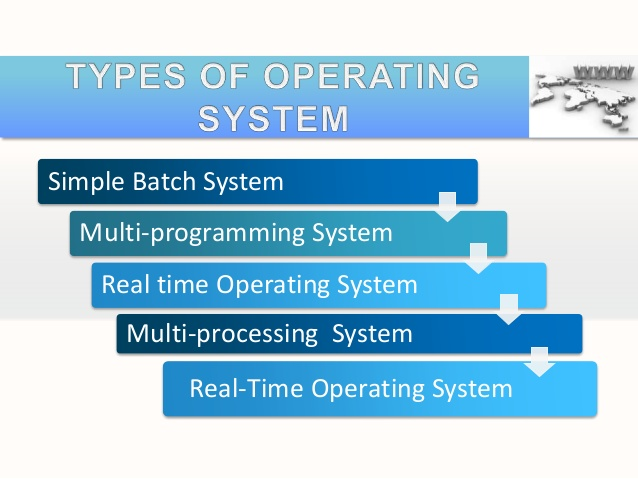 TYPES OF OPERATING
SYSTEM
WWW
Simple Batch System
Multi-programming System
Real time Operating System
Multi-processing System
Real-Time Operating System